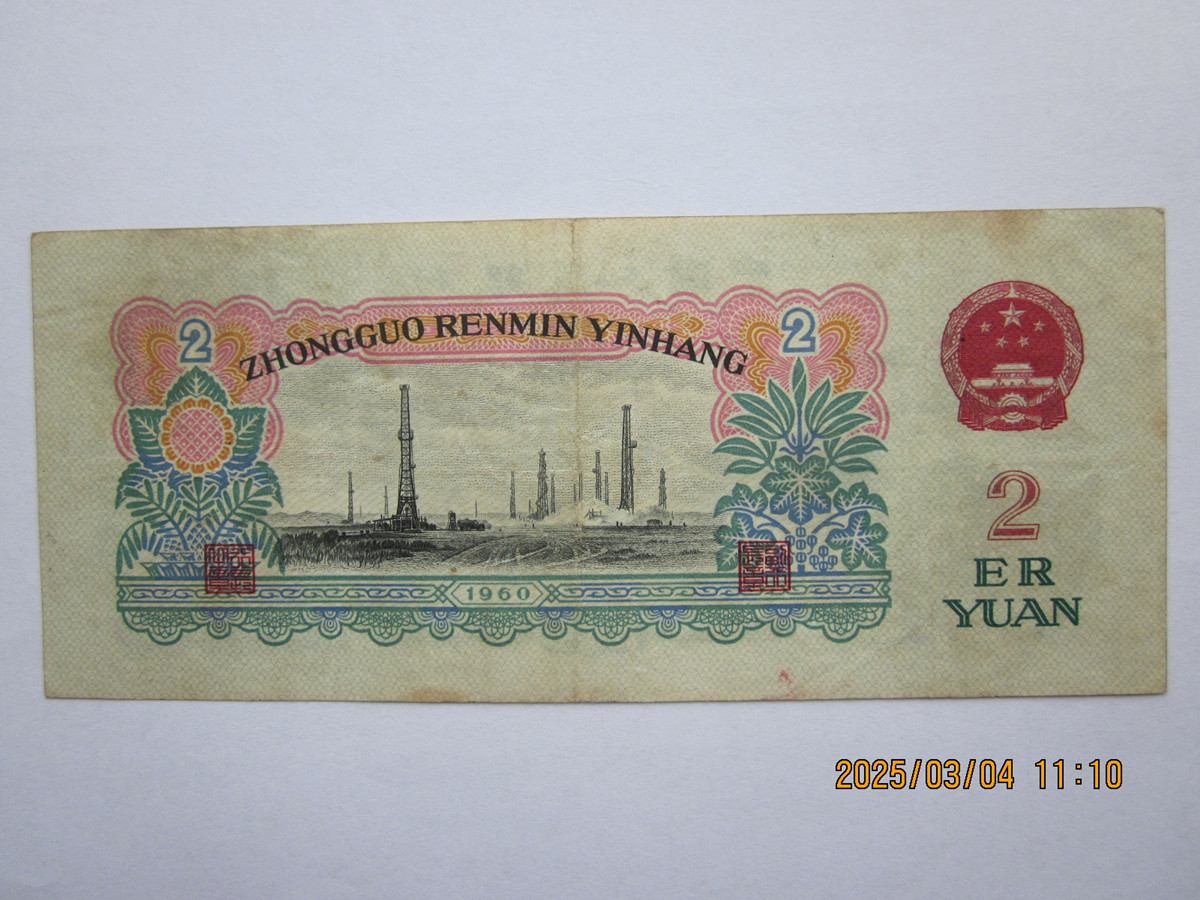 ZHONGGUO RENMIN YINHANG
2
2
2
ER
YUAN
1960
2025/03/04 11:10